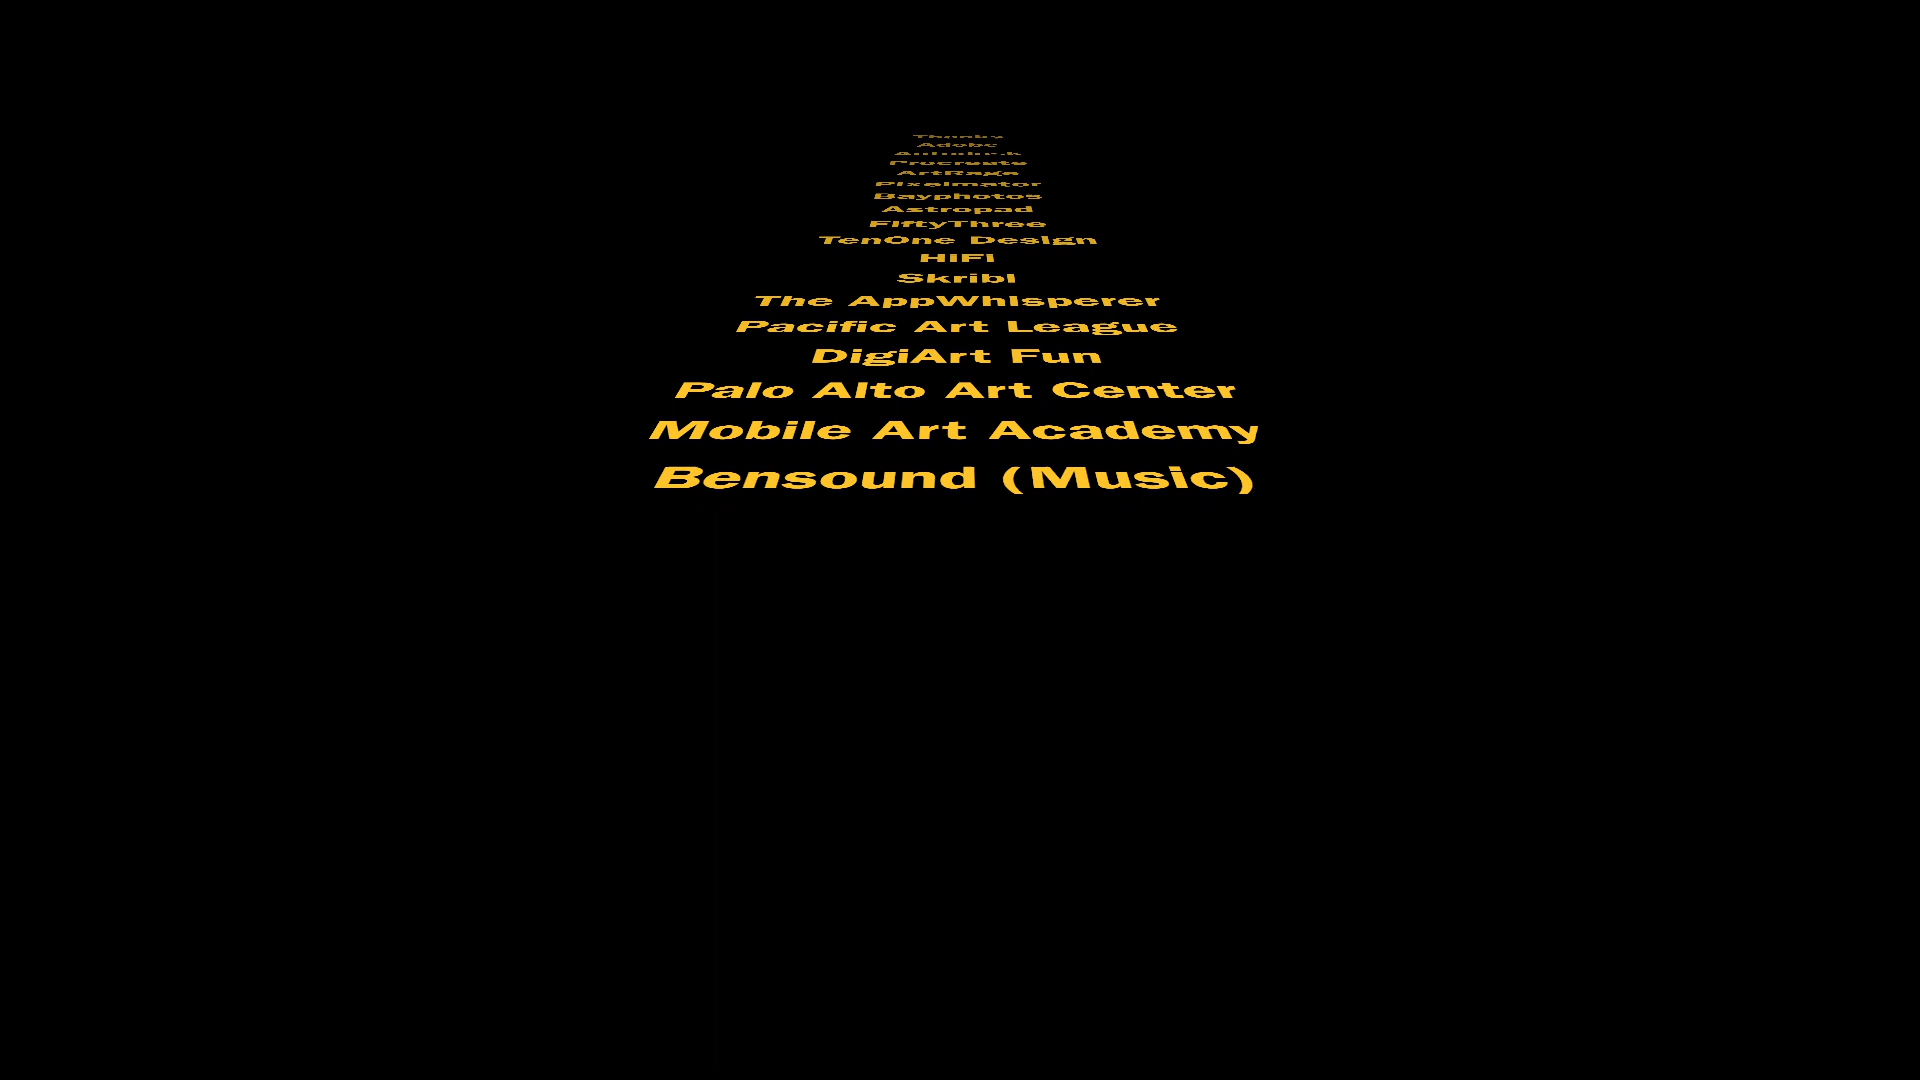 Adobe
Procreate
ArtRage
Pixelmator
Bayphotos
Astropad
FiftyThree
TenOne Design
HiFi
Skribl
The AppWhisperer
Pacific Art League
DigiArt Fun
Palo Alto Art Center
Mobile Art Academy
Bensound (Music)